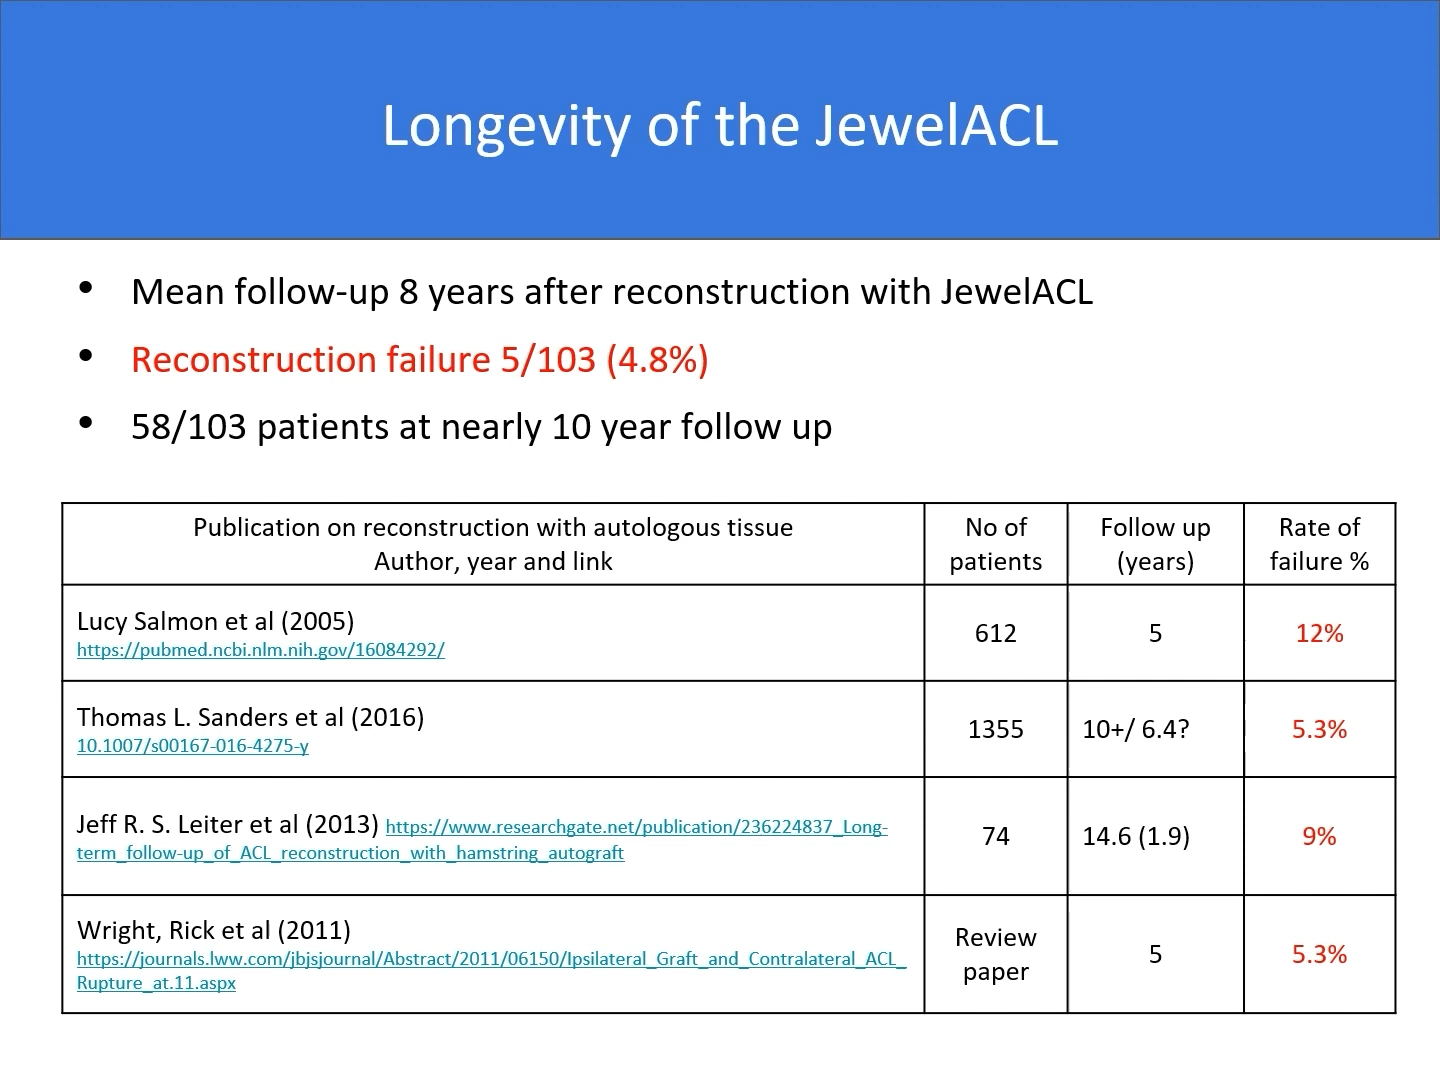 Longevity of the JewelACL
• Mean follow-up 8 years after reconstruction with JewelACL
• Reconstruction failure 5/103 (4.8%)
• 58/103 patients at nearly 10 year follow up
Publication on reconstruction with autologous tissue
Author, year and link
No of
patients
Follow up
(years)
Rate of
failure %
Lucy Salmon et al (2005)
https://pubmed.ncbi.nlm.nih.gov/16084292/
612
5
12%
Thomas L. Sanders et al (2016)
10.1007/s00167-016-4275-y
1355
10+/ 6.4?
5.3%
Jeff R. S. Leiter et al (2013) https://www.researchgate.net/publication/236224837_Long-
term_follow-up_of_ACL_reconstruction_with_hamstring_autograft
74
14.6 (1.9)
9%
Wright, Rick et al (2011)
https://journals.lww.com/jbjsjournal/Abstract/2011/06150/Ipsilateral_Graft_and_Contralateral_ACL_
Rupture_at.11.aspx
Review
paper
5
5.3%